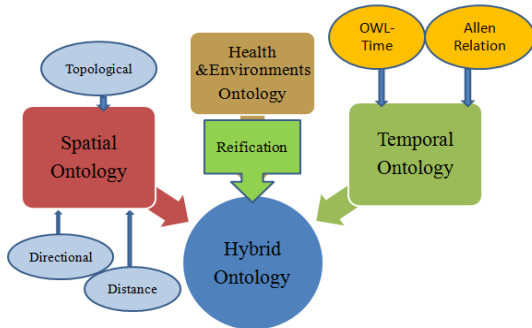 OWL-
Time
Allen
Relation
Health
&Environments
Ontology
Topological
Spatial
Ontology
Reification
Temporal
Ontology
Hybrid
Ontology
Directional
Distance